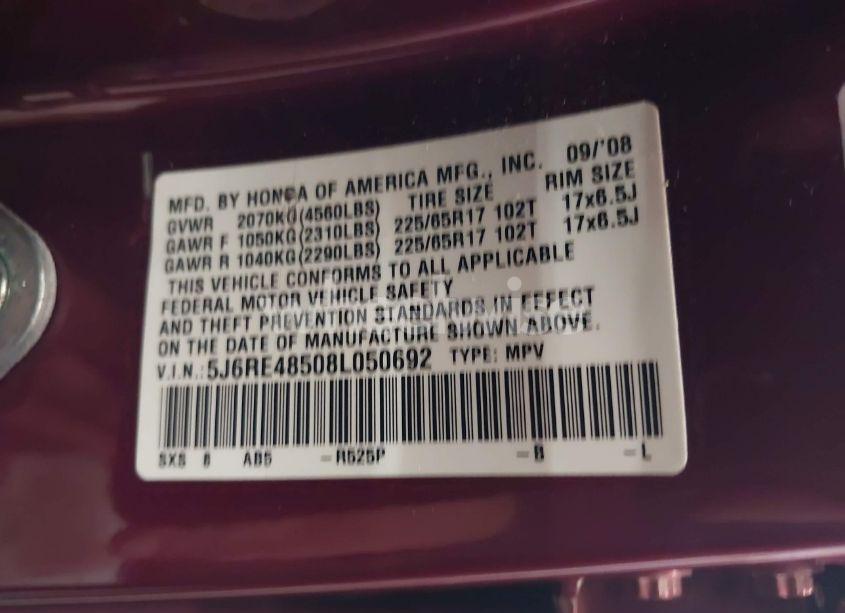 MFD. BY HONDA OF AMERICA MFG., INC. 09/'08
GVWR 2070KG(4560LBS) TIRE SIZE RIM SIZE
GAWR F 1050KG(2310LBS) 225/65R17 102T 17x6.5J
GAWR R 1040KG(2290LBS) 225/65R17 102T 17x6.5J
THIS VEHICLE CONFORMS TO ALL APPLICABLE
FEDERAL MOTOR VEHICLE SAFETY
AND THEFT PREVENTION STANDARDS IN EFFECT
ON THE DATE OF MANUFACTURE SHOWN ABOVE.
V.I.N.:5J6RE48508L050692 TYPE: MPV
SXS 8 AB5 -R525P -B -L